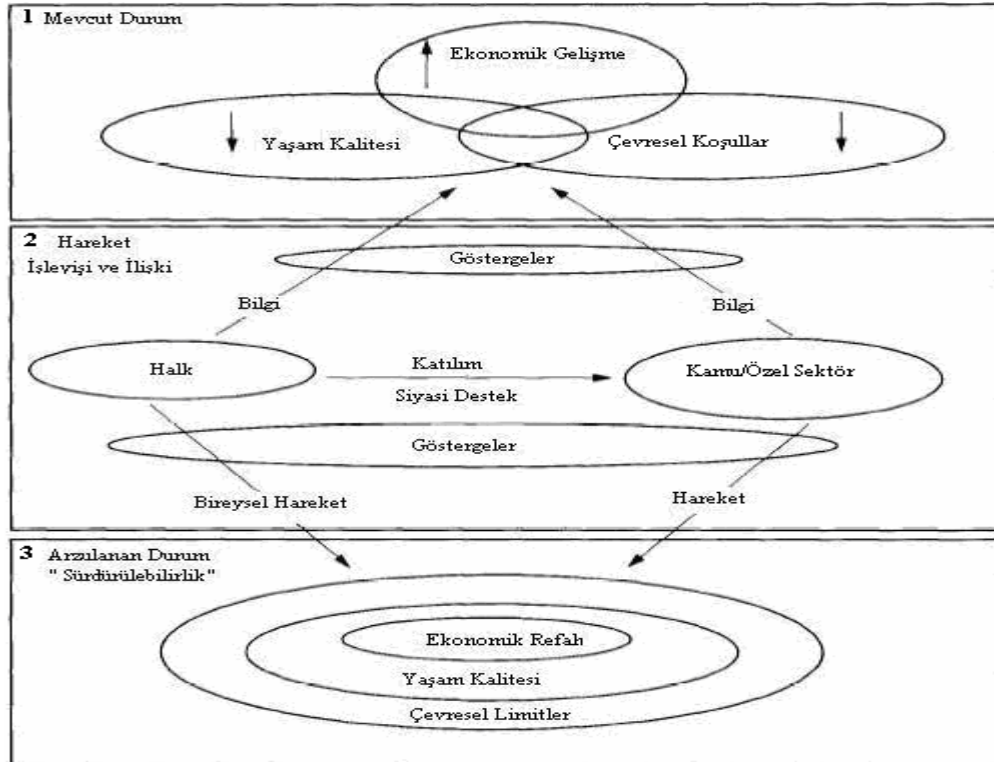 1 Mevcut Durum
Ekonomik Gelişme
Yaşam Kalitesi
Çevresel Koşullar
2 Hareket
İşleyişi ve İlişki
Göstergeler
Bilgi
Bilgi
Halk
Katılım
Siyasi Destek
Kamu/Özel Sektör
Göstergeler
Bireysel Hareket
Hareket
3 Arzulanan Durum
" Sürdürülebilirlik"
Ekonomik Refah
Yaşam Kalitesi
Çevresel Limitler